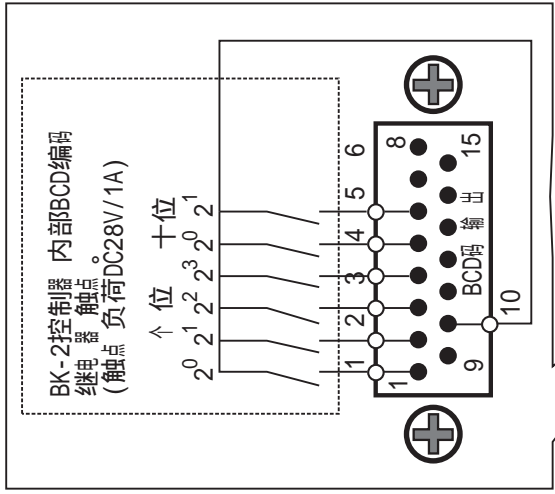 BK-2控制器 内部BCD编码
继电器 触点。
(触点 负荷DC28V/1A)
个位 十位
2⁰ 2¹ 2² 2³ 2⁰ 2¹
1 2 3 4 5 6
1 8
BCD码 输出
9 15
10